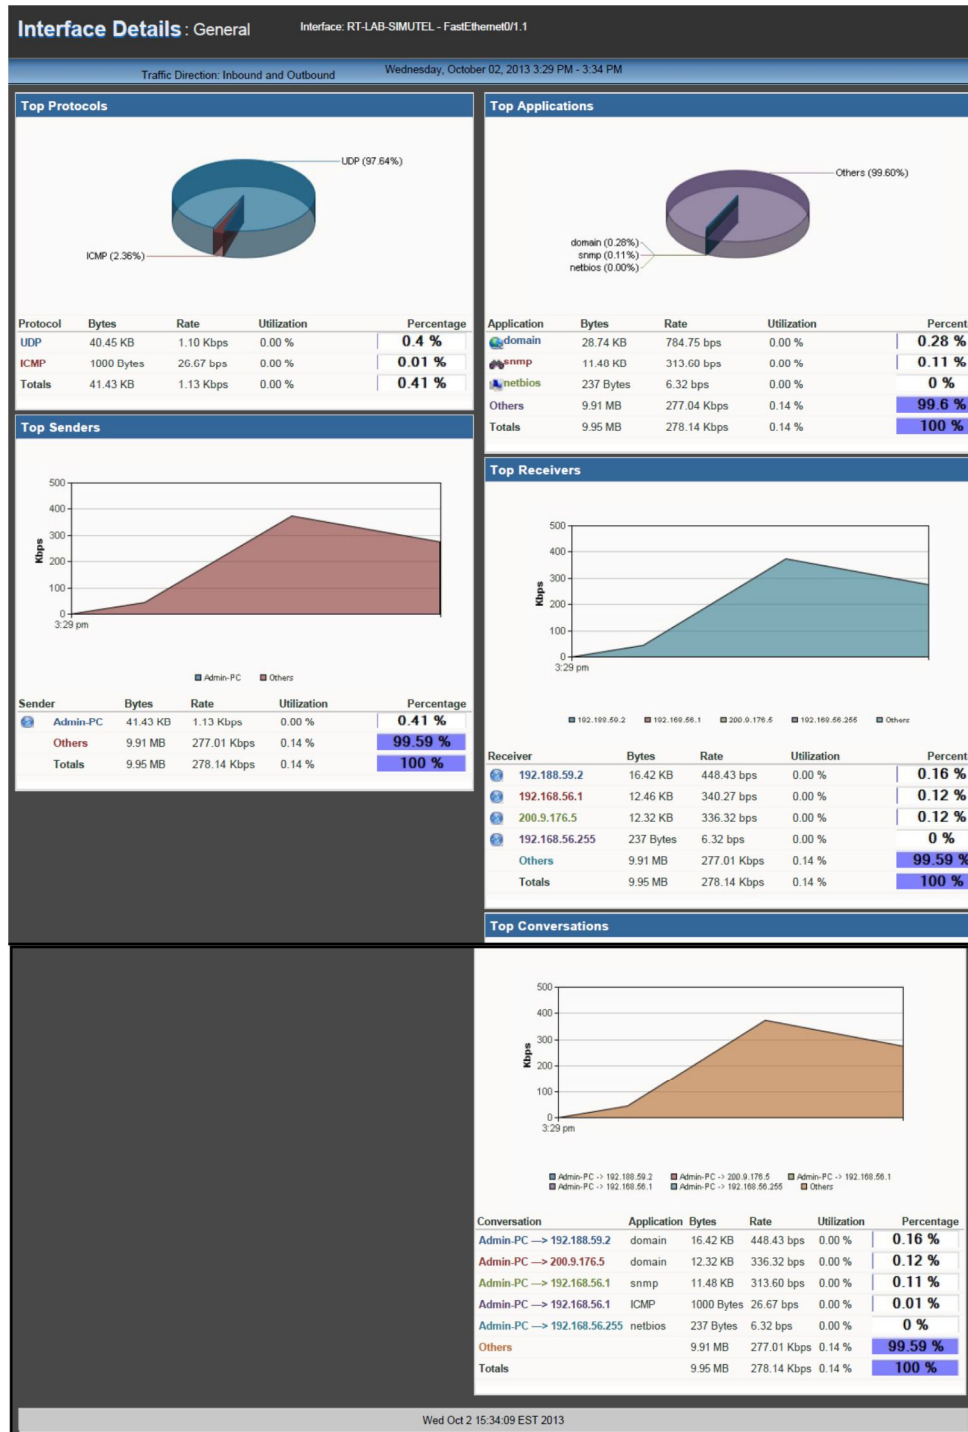 Interface Details : General
Interface: RT-LAB-SIMUTEL - FastEthernet0/1.1
Traffic Direction: Inbound and Outbound
Wednesday, October 02, 2013 3:29 PM - 3:34 PM
Top Protocols
UDP (97.64%)
ICMP (2.36%)
Protocol Bytes Rate Utilization Percentage
UDP 40.45 KB 1.10 Kbps 0.00 % 0.4 %
ICMP 1000 Bytes 26.67 bps 0.00 % 0.01 %
Totals 41.43 KB 1.13 Kbps 0.00 % 0.41 %
Top Applications
Others (99.60%)
domain (0.28%)
snmp (0.11%)
netbios (0.00%)
Application Bytes Rate Utilization Percent
domain 28.74 KB 784.75 bps 0.00 % 0.28 %
snmp 11.48 KB 313.60 bps 0.00 % 0.11 %
netbios 237 Bytes 6.32 bps 0.00 % 0 %
Others 9.91 MB 277.04 Kbps 0.14 % 99.6 %
Totals 9.95 MB 278.14 Kbps 0.14 % 100 %
Top Senders
500
400
300
200
100
0
Kbps
3:29 pm
Admin-PC Others
Sender Bytes Rate Utilization Percentage
Admin-PC 41.43 KB 1.13 Kbps 0.00 % 0.41 %
Others 9.91 MB 277.01 Kbps 0.14 % 99.59 %
Totals 9.95 MB 278.14 Kbps 0.14 % 100 %
Top Receivers
500
400
300
200
100
0
Kbps
3:29 pm
192.188.59.2 192.168.56.1 200.9.176.5 192.168.56.255 Others
Receiver Bytes Rate Utilization Percent
192.188.59.2 16.42 KB 448.43 bps 0.00 % 0.16 %
192.168.56.1 12.46 KB 340.27 bps 0.00 % 0.12 %
200.9.176.5 12.32 KB 336.32 bps 0.00 % 0.12 %
192.168.56.255 237 Bytes 6.32 bps 0.00 % 0 %
Others 9.91 MB 277.01 Kbps 0.14 % 99.59 %
Totals 9.95 MB 278.14 Kbps 0.14 % 100 %
Top Conversations
500
400
300
200
100
0
Kbps
3:29 pm
Admin-PC -> 192.188.59.2 Admin-PC -> 200.9.176.5 Admin-PC -> 192.168.56.1
Admin-PC -> 192.168.56.1 Admin-PC -> 192.168.56.255 Others
Conversation Application Bytes Rate Utilization Percentage
Admin-PC —> 192.188.59.2 domain 16.42 KB 448.43 bps 0.00 % 0.16 %
Admin-PC —> 200.9.176.5 domain 12.32 KB 336.32 bps 0.00 % 0.12 %
Admin-PC —> 192.168.56.1 snmp 11.48 KB 313.60 bps 0.00 % 0.11 %
Admin-PC —> 192.168.56.1 ICMP 1000 Bytes 26.67 bps 0.00 % 0.01 %
Admin-PC —> 192.168.56.255 netbios 237 Bytes 6.32 bps 0.00 % 0 %
Others 9.91 MB 277.01 Kbps 0.14 % 99.59 %
Totals 9.95 MB 278.14 Kbps 0.14 % 100 %
Wed Oct 2 15:34:09 EST 2013